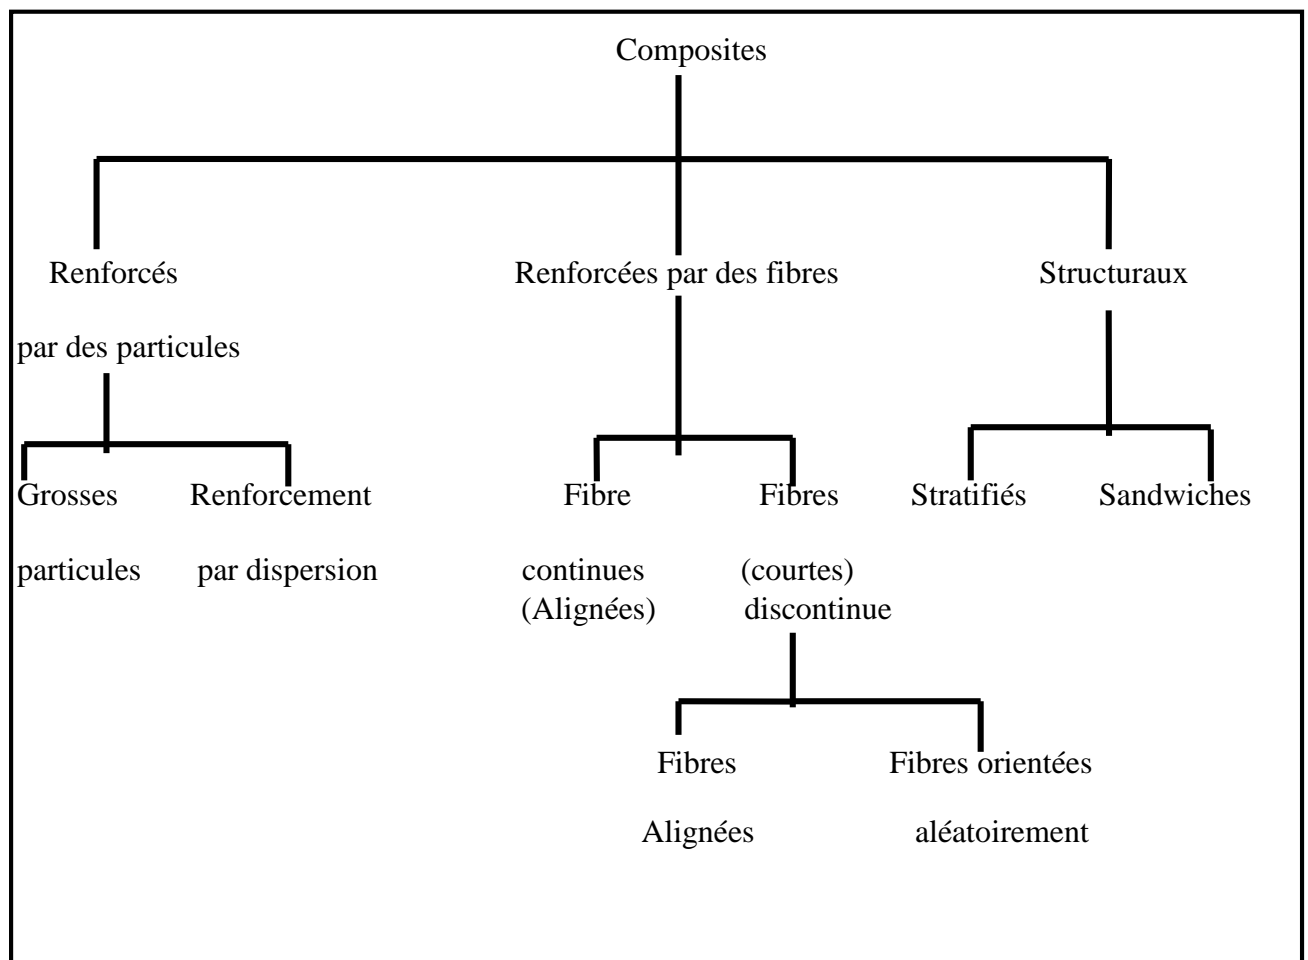 Composites
Renforcés
par des particules
Renforcées par des fibres
Structuraux
Grosses
particules
Renforcement
par dispersion
Fibre
continues
(Alignées)
Fibres
(courtes)
discontinue
Stratifiés
Sandwiches
Fibres
Alignées
Fibres orientées
aléatoirement